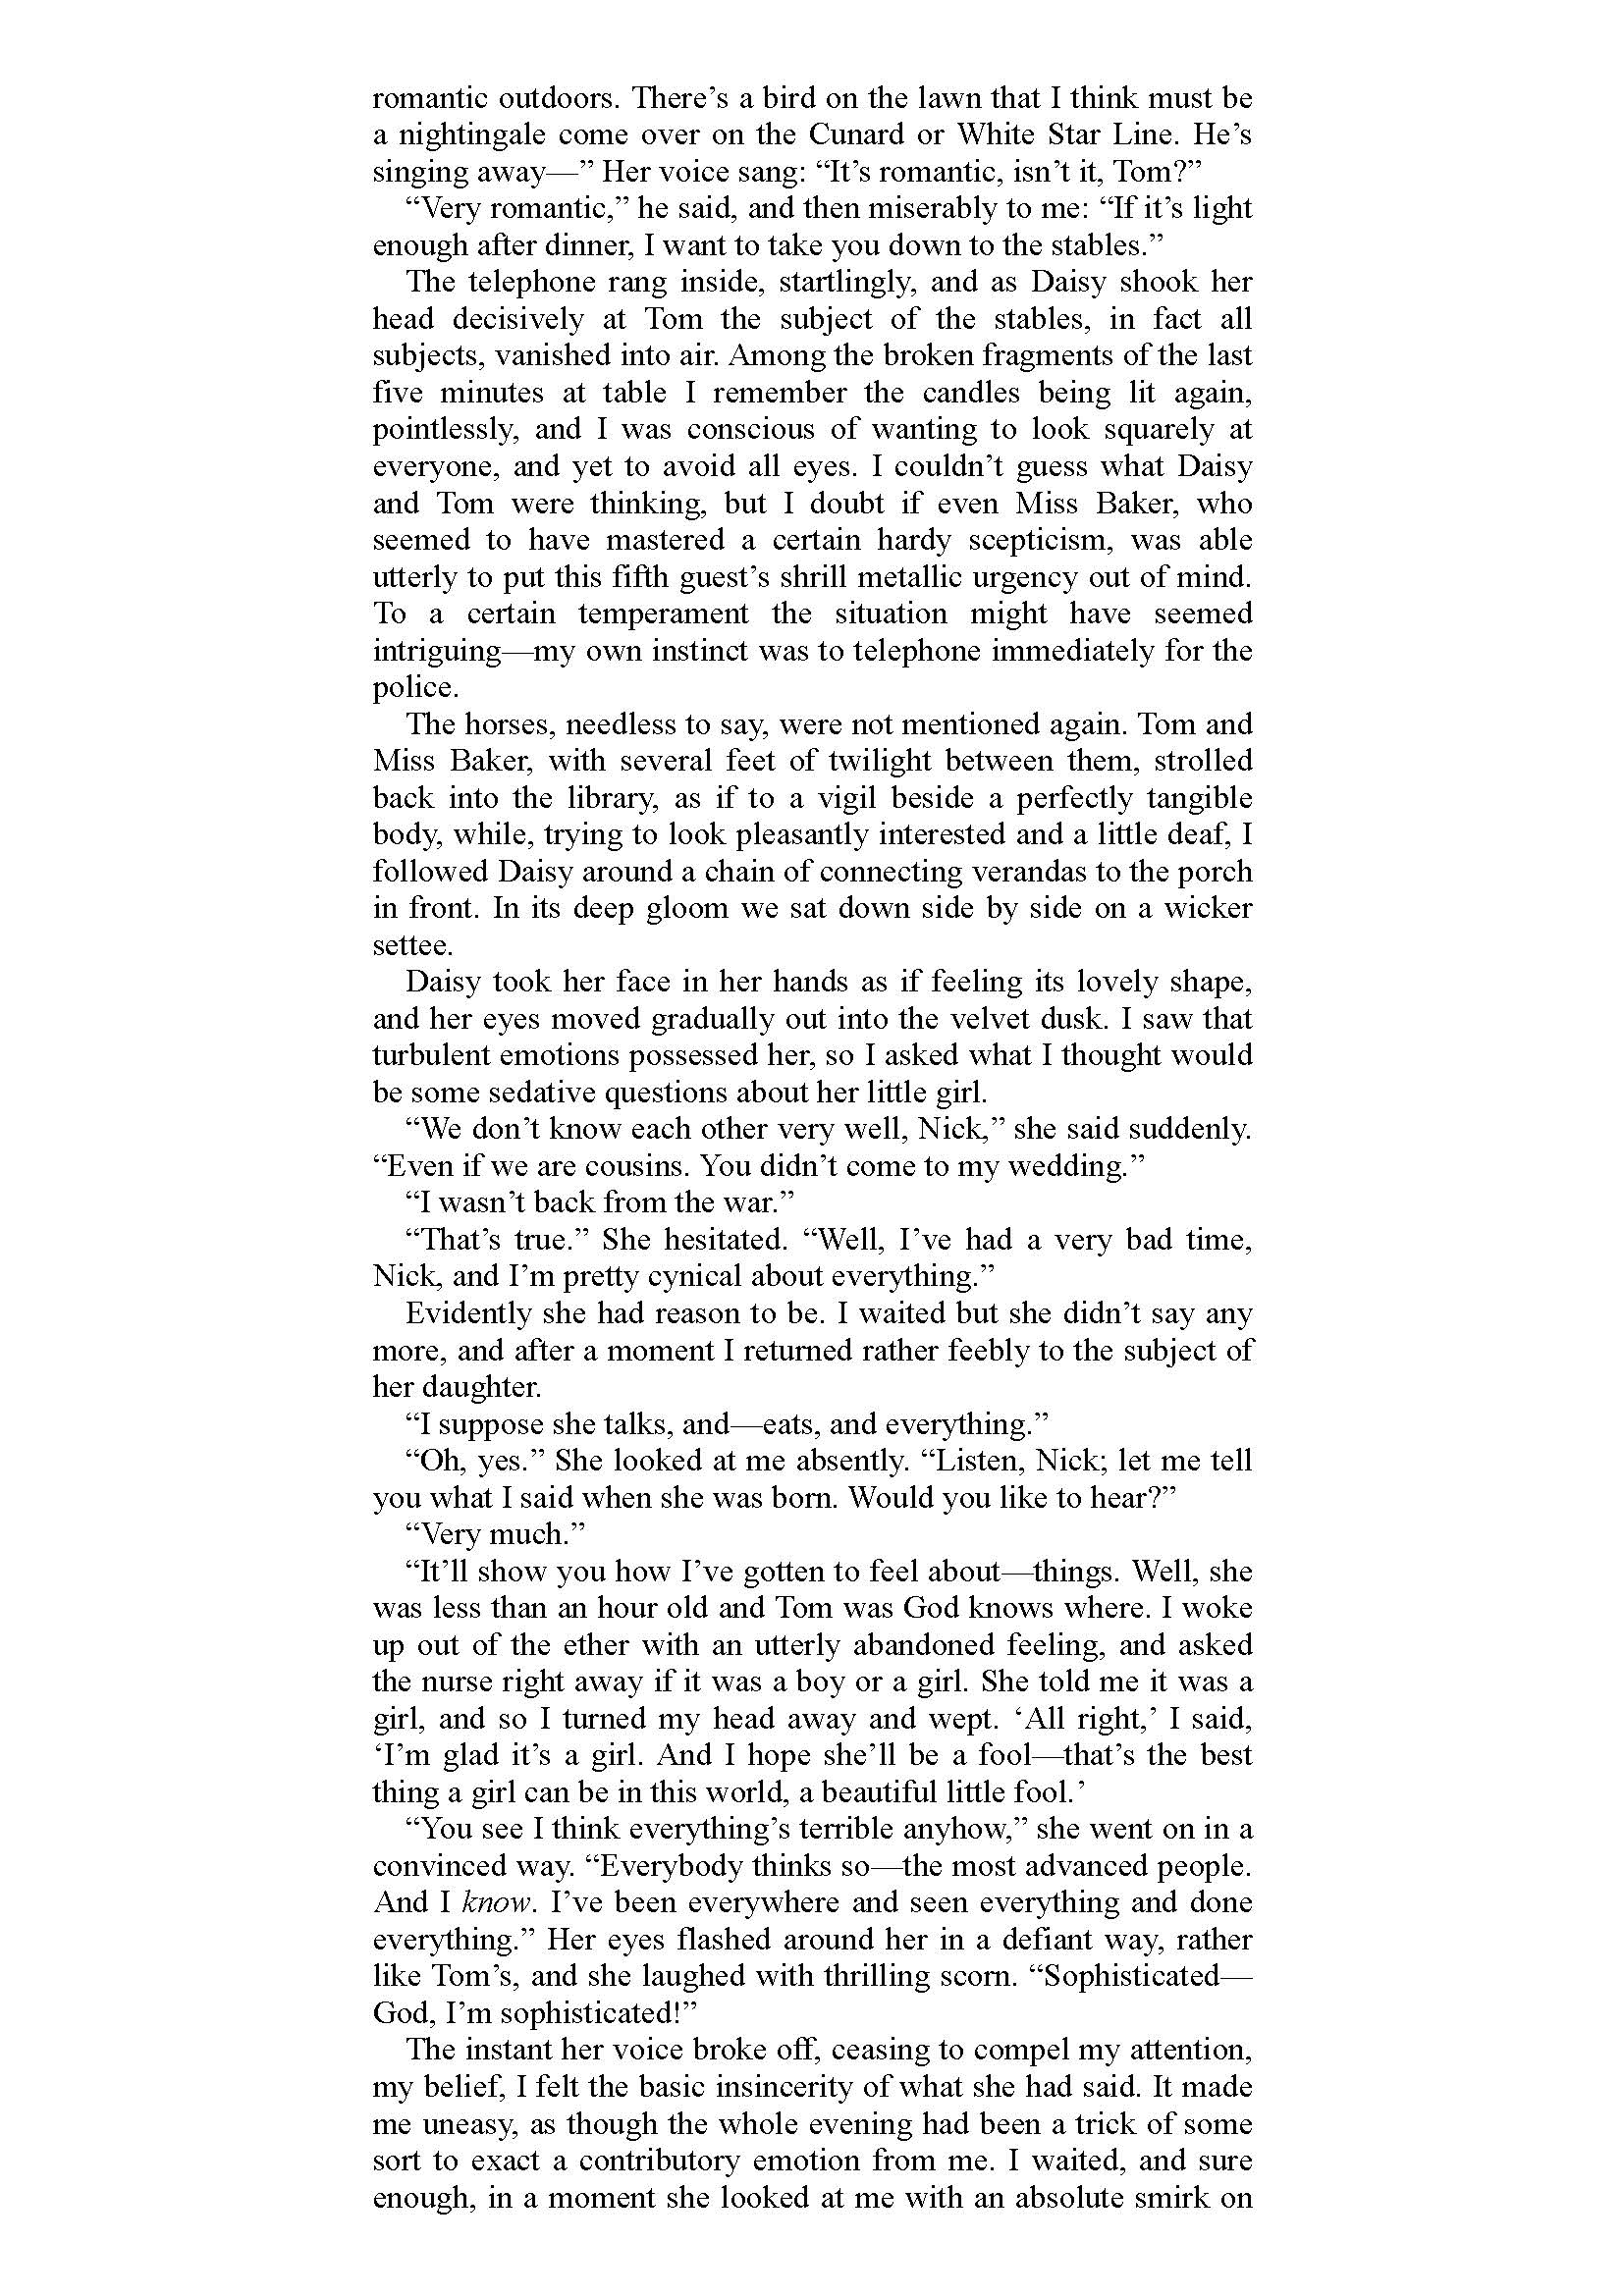 romantic outdoors. There’s a bird on the lawn that I think must be
a nightingale come over on the Cunard or White Star Line. He’s
singing away—” Her voice sang: “It’s romantic, isn’t it, Tom?”
“Very romantic,” he said, and then miserably to me: “If it’s light
enough after dinner, I want to take you down to the stables.”
The telephone rang inside, startlingly, and as Daisy shook her
head decisively at Tom the subject of the stables, in fact all
subjects, vanished into air. Among the broken fragments of the last
five minutes at table I remember the candles being lit again,
pointlessly, and I was conscious of wanting to look squarely at
everyone, and yet to avoid all eyes. I couldn’t guess what Daisy
and Tom were thinking, but I doubt if even Miss Baker, who
seemed to have mastered a certain hardy scepticism, was able
utterly to put this fifth guest’s shrill metallic urgency out of mind.
To a certain temperament the situation might have seemed
intriguing—my own instinct was to telephone immediately for the
police.
The horses, needless to say, were not mentioned again. Tom and
Miss Baker, with several feet of twilight between them, strolled
back into the library, as if to a vigil beside a perfectly tangible
body, while, trying to look pleasantly interested and a little deaf, I
followed Daisy around a chain of connecting verandas to the porch
in front. In its deep gloom we sat down side by side on a wicker
settee.
Daisy took her face in her hands as if feeling its lovely shape,
and her eyes moved gradually out into the velvet dusk. I saw that
turbulent emotions possessed her, so I asked what I thought would
be some sedative questions about her little girl.
“We don’t know each other very well, Nick,” she said suddenly.
“Even if we are cousins. You didn’t come to my wedding.”
“I wasn’t back from the war.”
“That’s true.” She hesitated. “Well, I’ve had a very bad time,
Nick, and I’m pretty cynical about everything.”
Evidently she had reason to be. I waited but she didn’t say any
more, and after a moment I returned rather feebly to the subject of
her daughter.
“I suppose she talks, and—eats, and everything.”
“Oh, yes.” She looked at me absently. “Listen, Nick; let me tell
you what I said when she was born. Would you like to hear?”
“Very much.”
“It’ll show you how I’ve gotten to feel about—things. Well, she
was less than an hour old and Tom was God knows where. I woke
up out of the ether with an utterly abandoned feeling, and asked
the nurse right away if it was a boy or a girl. She told me it was a
girl, and so I turned my head away and wept. ‘All right,’ I said,
‘I’m glad it’s a girl. And I hope she’ll be a fool—that’s the best
thing a girl can be in this world, a beautiful little fool.’
“You see I think everything’s terrible anyhow,” she went on in a
convinced way. “Everybody thinks so—the most advanced people.
And I know. I’ve been everywhere and seen everything and done
everything.” Her eyes flashed around her in a defiant way, rather
like Tom’s, and she laughed with thrilling scorn. “Sophisticated—
God, I’m sophisticated!”
The instant her voice broke off, ceasing to compel my attention,
my belief, I felt the basic insincerity of what she had said. It made
me uneasy, as though the whole evening had been a trick of some
sort to exact a contributory emotion from me. I waited, and sure
enough, in a moment she looked at me with an absolute smirk on